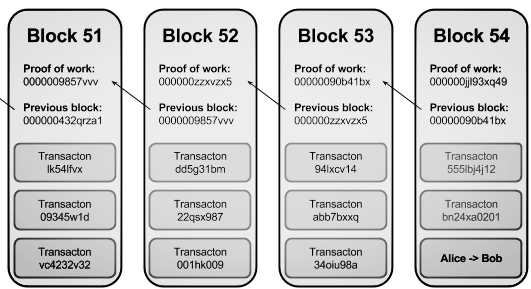 Block 51
Proof of work:
0000009857vvv
Previous block:
000000432qrza1
Transacton
lk54lfvx
Transacton
09345w1d
Transacton
vc4232v32
Block 52
Proof of work:
000000zzxvzx5
Previous block:
0000009857vvv
Transacton
dd5g31bm
Transacton
22qsx987
Transacton
001hk009
Block 53
Proof of work:
00000090b41bx
Previous block:
000000zzxvzx5
Transacton
94lxcv14
Transacton
abb7bxxq
Transacton
34oiu98a
Block 54
Proof of work:
000000jjl93xq49
Previous block:
00000090b41bx
Transacton
555lbj4j12
Transacton
bn24xa0201
Alice -> Bob